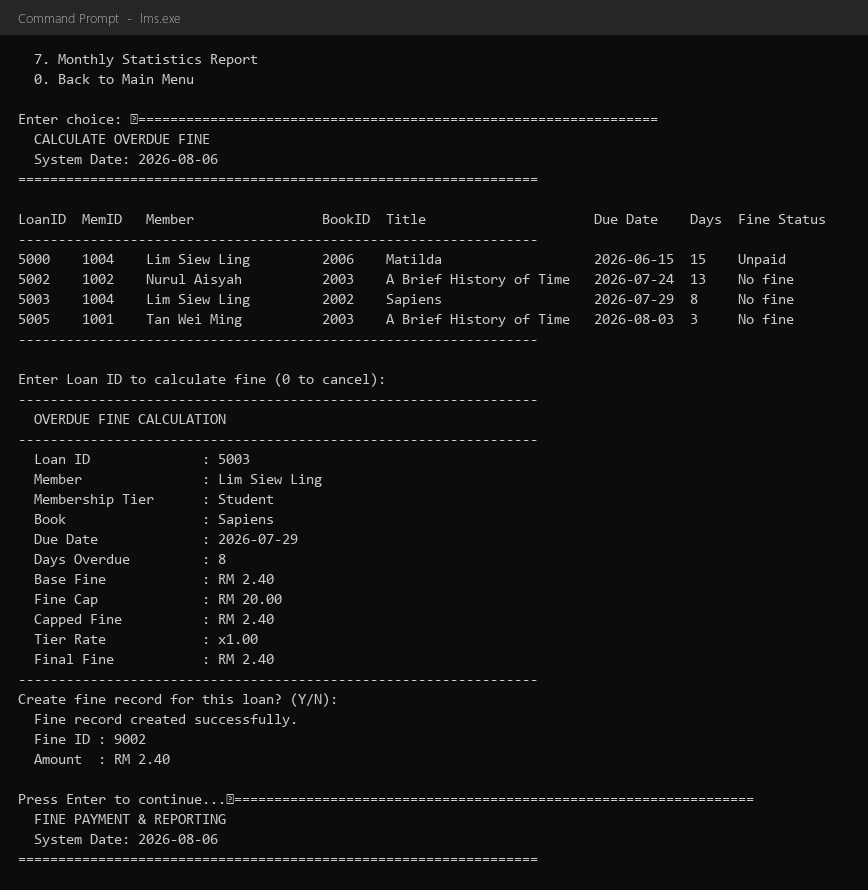 Command Prompt - lms.exe
  7. Monthly Statistics Report
  0. Back to Main Menu
Enter choice: =================================================================
  CALCULATE OVERDUE FINE
  System Date: 2026-08-06
=================================================================
LoanID  MemID   Member                BookID  Title                     Due Date    Days  Fine Status
-----------------------------------------------------------------
5000    1004    Lim Siew Ling         2006    Matilda                   2026-06-15  15    Unpaid
5002    1002    Nurul Aisyah          2003    A Brief History of Time   2026-07-24  13    No fine
5003    1004    Lim Siew Ling         2002    Sapiens                   2026-07-29  8     No fine
5005    1001    Tan Wei Ming          2003    A Brief History of Time   2026-08-03  3     No fine
-----------------------------------------------------------------
Enter Loan ID to calculate fine (0 to cancel):
-----------------------------------------------------------------
  OVERDUE FINE CALCULATION
-----------------------------------------------------------------
  Loan ID              : 5003
  Member               : Lim Siew Ling
  Membership Tier      : Student
  Book                 : Sapiens
  Due Date             : 2026-07-29
  Days Overdue         : 8
  Base Fine            : RM 2.40
  Fine Cap             : RM 20.00
  Capped Fine          : RM 2.40
  Tier Rate            : x1.00
  Final Fine           : RM 2.40
-----------------------------------------------------------------
Create fine record for this loan? (Y/N):
  Fine record created successfully.
  Fine ID : 9002
  Amount  : RM 2.40
Press Enter to continue...=================================================================
  FINE PAYMENT & REPORTING
  System Date: 2026-08-06
=================================================================